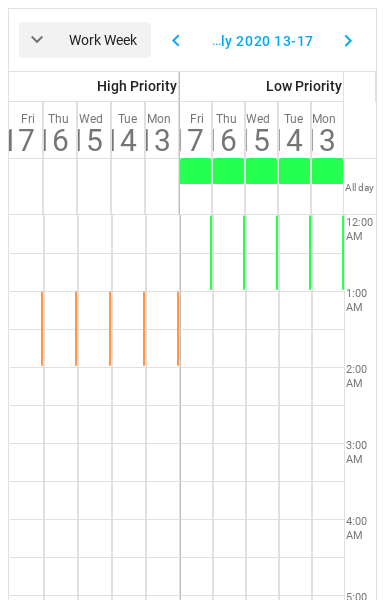 Work Week
…ly 2020 13-17
High Priority Low Priority
Fri Thu Wed Tue Mon Fri Thu Wed Tue Mon
17 16 15 14 13 17 16 15 14 13
All day
12:00
AM
1:00
AM
2:00
AM
3:00
AM
4:00
AM
5:00